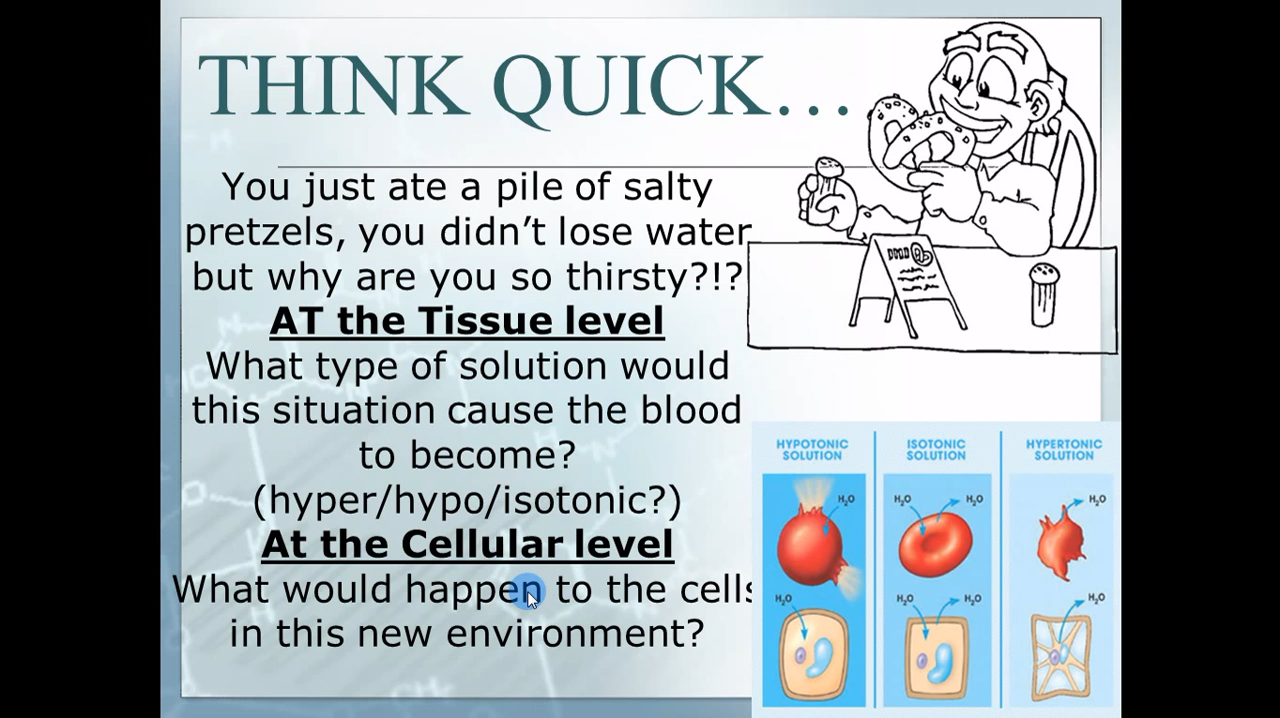 THINK QUICK…
You just ate a pile of salty
pretzels, you didn’t lose water
but why are you so thirsty?!?
AT the Tissue level
What type of solution would
this situation cause the blood
to become?
(hyper/hypo/isotonic?)
At the Cellular level
What would happen to the cells
in this new environment?
HYPOTONIC
SOLUTION
ISOTONIC
SOLUTION
HYPERTONIC
SOLUTION
H₂O
H₂O
H₂O
H₂O
H₂O
H₂O
H₂O
H₂O